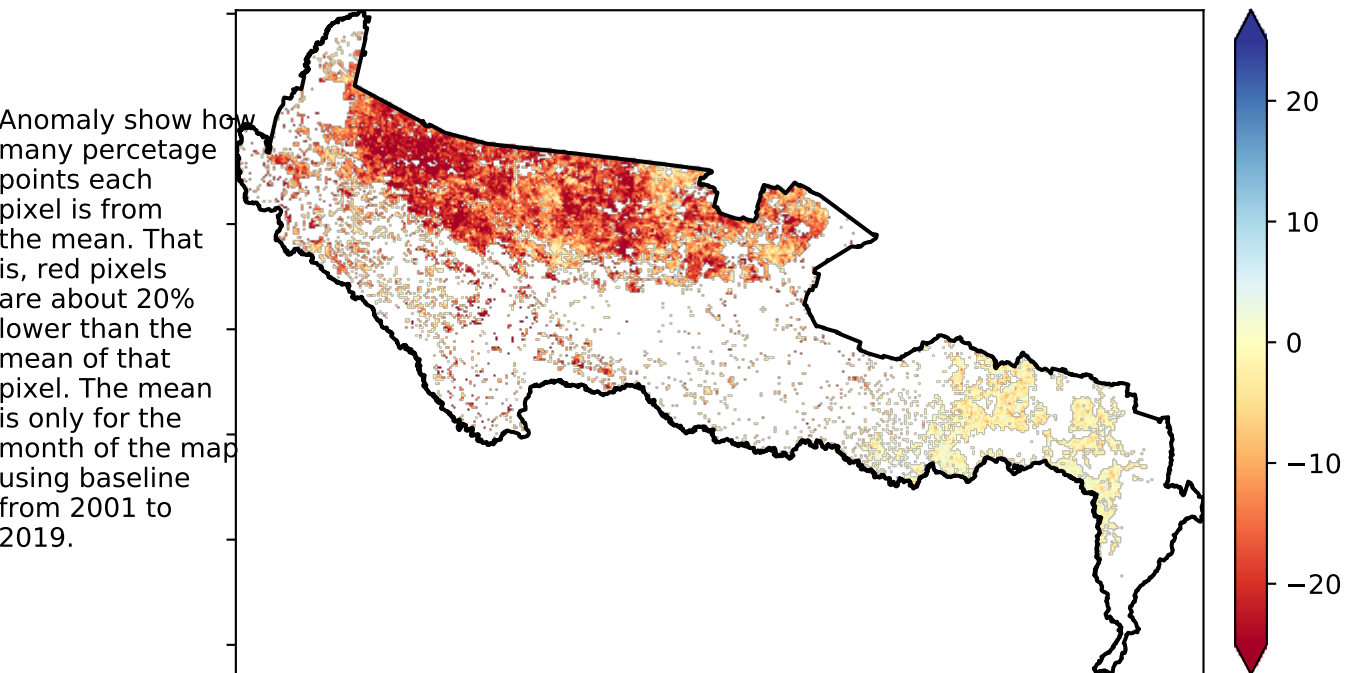 Anomaly show how
many percetage
points each
pixel is from
the mean. That
is, red pixels
are about 20%
lower than the
mean of that
pixel. The mean
is only for the
month of the map
using baseline
from 2001 to
2019.
20
10
0
−10
−20